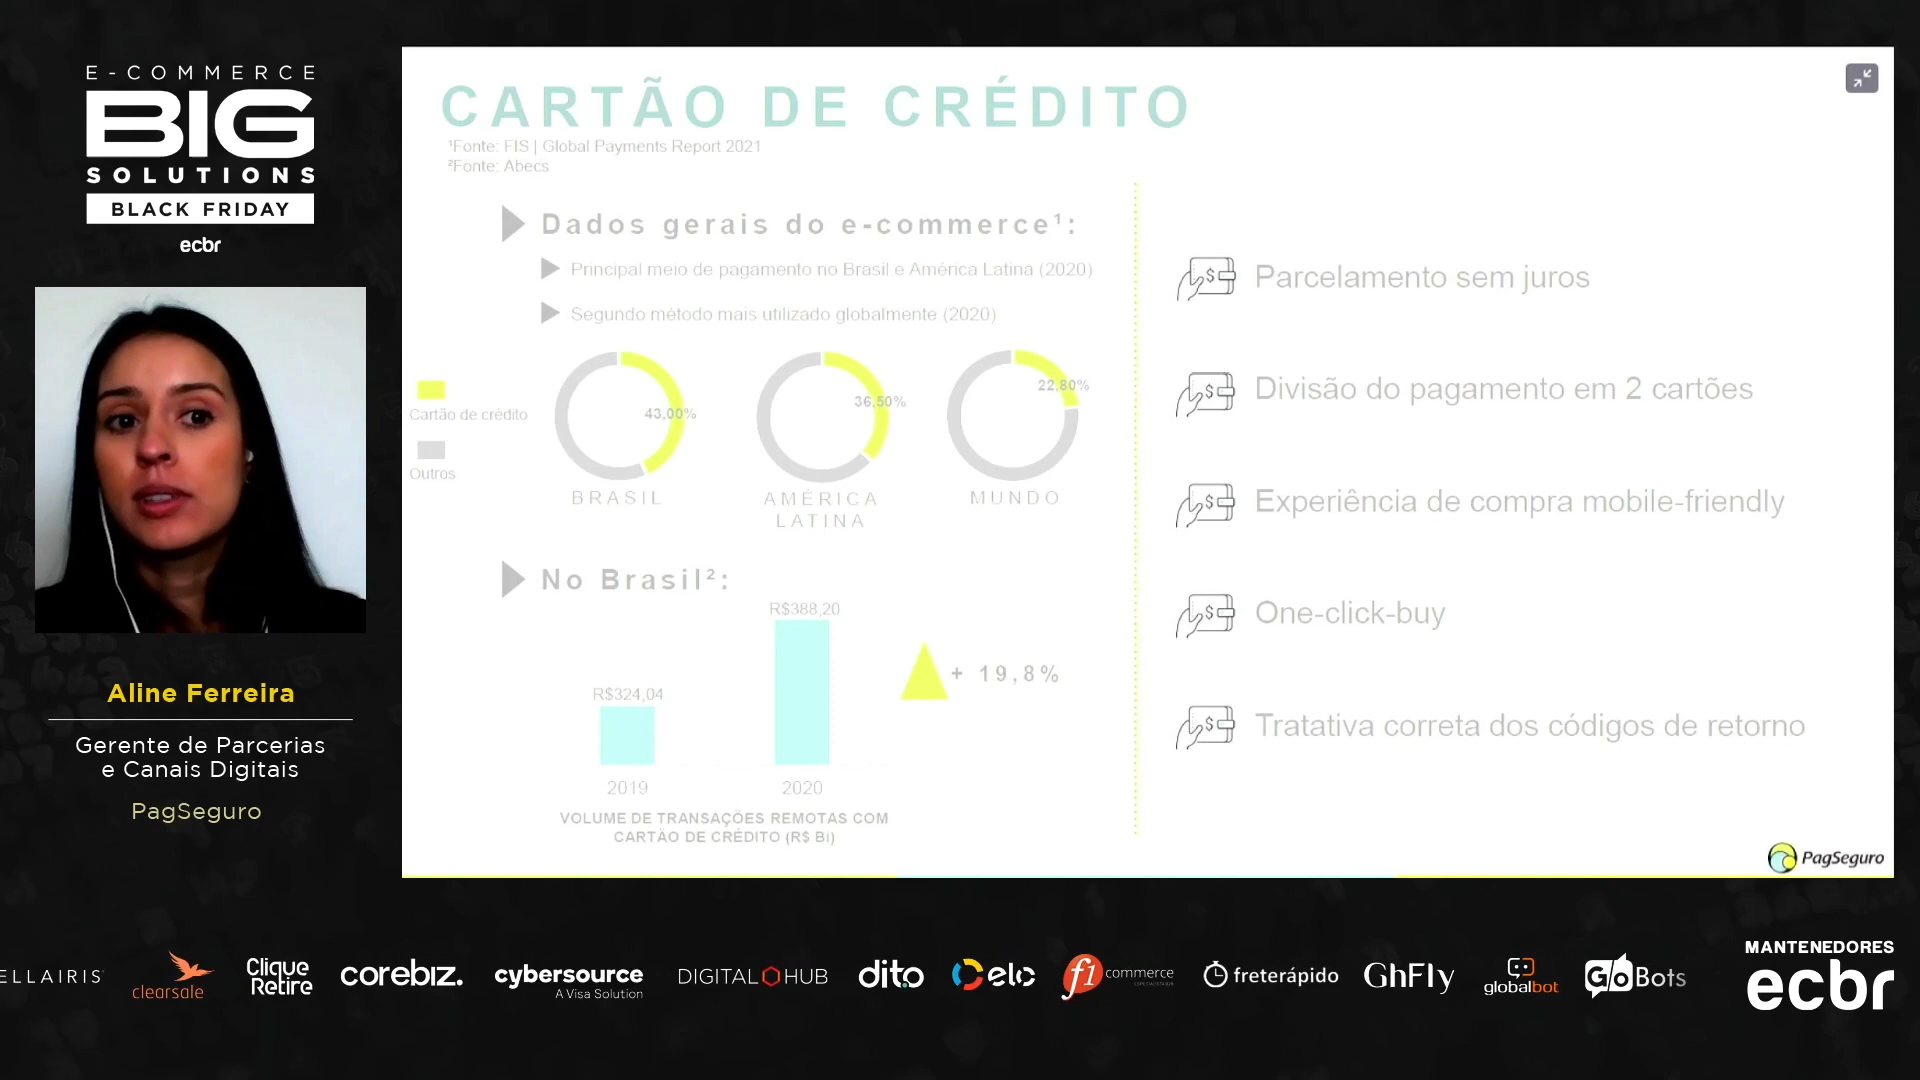 E-COMMERCE
BIG
SOLUTIONS
BLACK FRIDAY
ecbr
Aline Ferreira
Gerente de Parcerias
e Canais Digitais
PagSeguro
CARTÃO DE CRÉDITO
¹Fonte: FIS | Global Payments Report 2021
²Fonte: Abecs
Dados gerais do e-commerce¹:
Principal meio de pagamento no Brasil e América Latina (2020)
Segundo método mais utilizado globalmente (2020)
Cartão de crédito
Outros
43,00%
36,50%
22,80%
BRASIL
AMÉRICA
LATINA
MUNDO
No Brasil²:
R$324,04
R$388,20
+ 19,8%
2019
2020
VOLUME DE TRANSAÇÕES REMOTAS COM
CARTÃO DE CRÉDITO (R$ Bi)
Parcelamento sem juros
Divisão do pagamento em 2 cartões
Experiência de compra mobile-friendly
One-click-buy
Tratativa correta dos códigos de retorno
PagSeguro
ELLAIRIS
clearsale
Clique
Retire
corebiz.
cybersource
A Visa Solution
DIGITAL HUB
dito
elo
f1 commerce
freterápido
GhFly
globalbot
GoBots
MANTENEDORES
ecbr